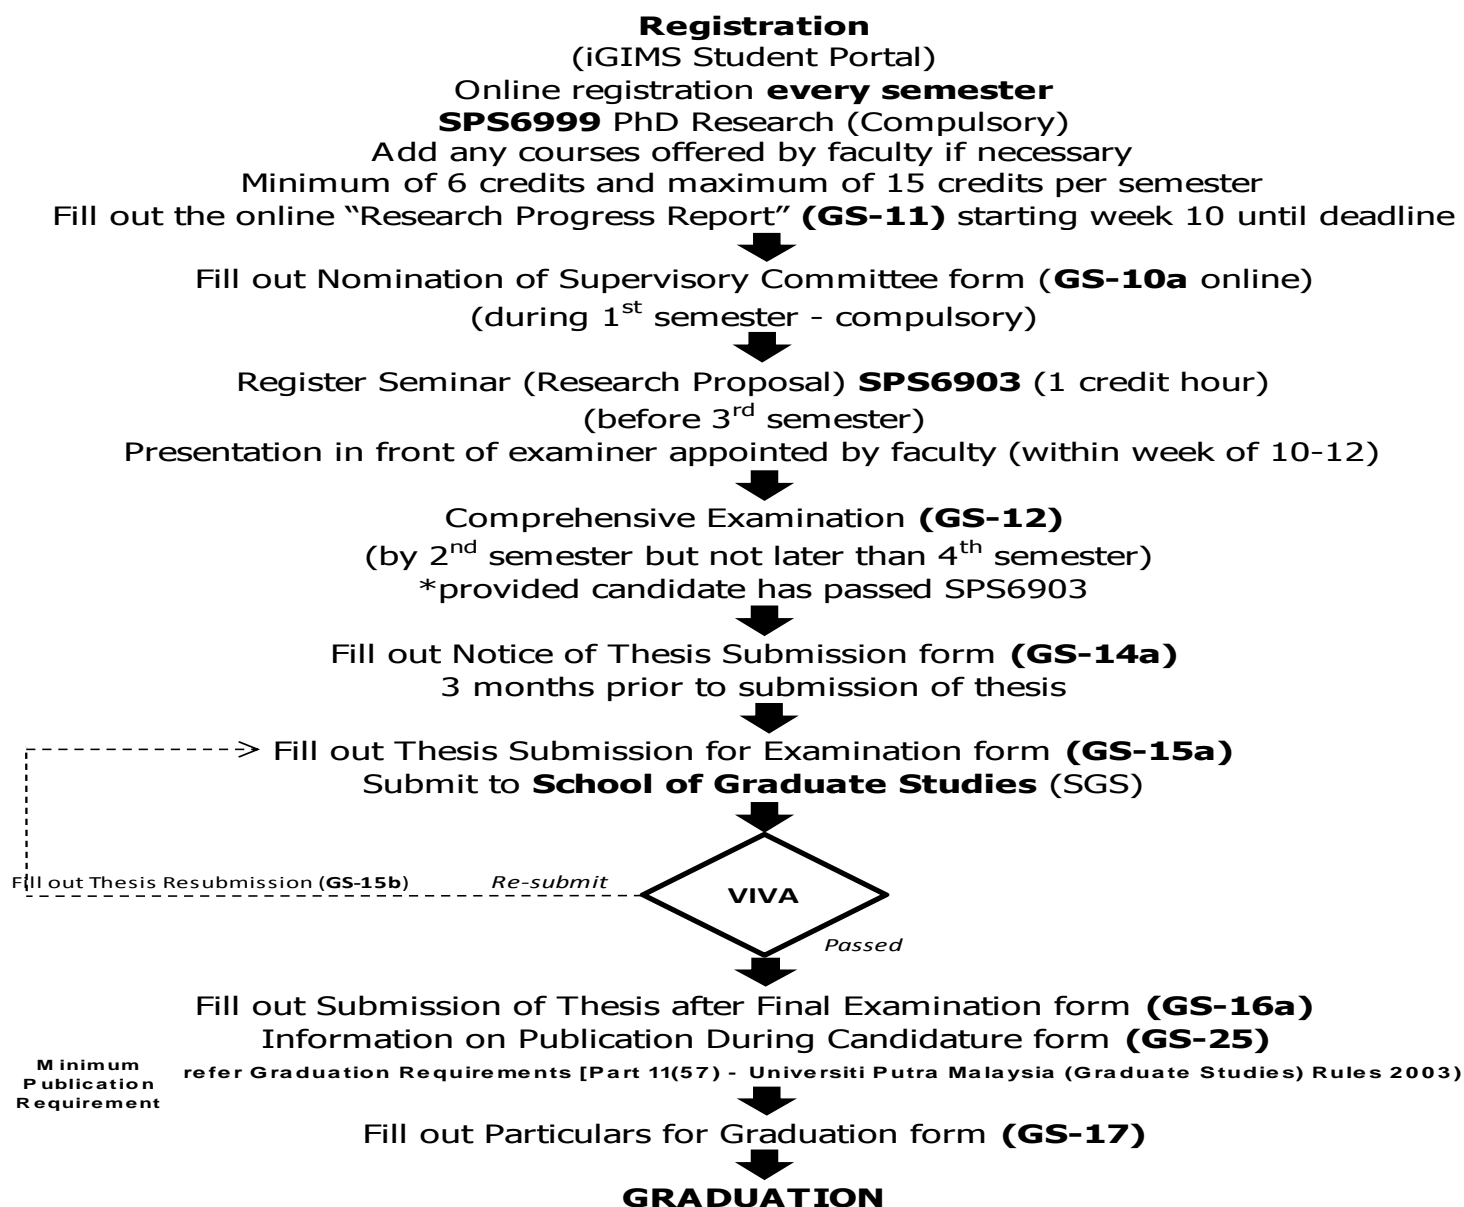 Registration
(iGIMS Student Portal)
Online registration every semester
SPS6999 PhD Research (Compulsory)
Add any courses offered by faculty if necessary
Minimum of 6 credits and maximum of 15 credits per semester
Fill out the online “Research Progress Report” (GS-11) starting week 10 until deadline
Fill out Nomination of Supervisory Committee form (GS-10a online)
(during 1st semester - compulsory)
Register Seminar (Research Proposal) SPS6903 (1 credit hour)
(before 3rd semester)
Presentation in front of examiner appointed by faculty (within week of 10-12)
Comprehensive Examination (GS-12)
(by 2nd semester but not later than 4th semester)
*provided candidate has passed SPS6903
Fill out Notice of Thesis Submission form (GS-14a)
3 months prior to submission of thesis
Fill out Thesis Submission for Examination form (GS-15a)
Submit to School of Graduate Studies (SGS)
Fill out Thesis Resubmission (GS-15b)
Re-submit
VIVA
Passed
Fill out Submission of Thesis after Final Examination form (GS-16a)
Information on Publication During Candidature form (GS-25)
Minimum
Publication
Requirement
refer Graduation Requirements [Part 11(57) - Universiti Putra Malaysia (Graduate Studies) Rules 2003)
Fill out Particulars for Graduation form (GS-17)
GRADUATION